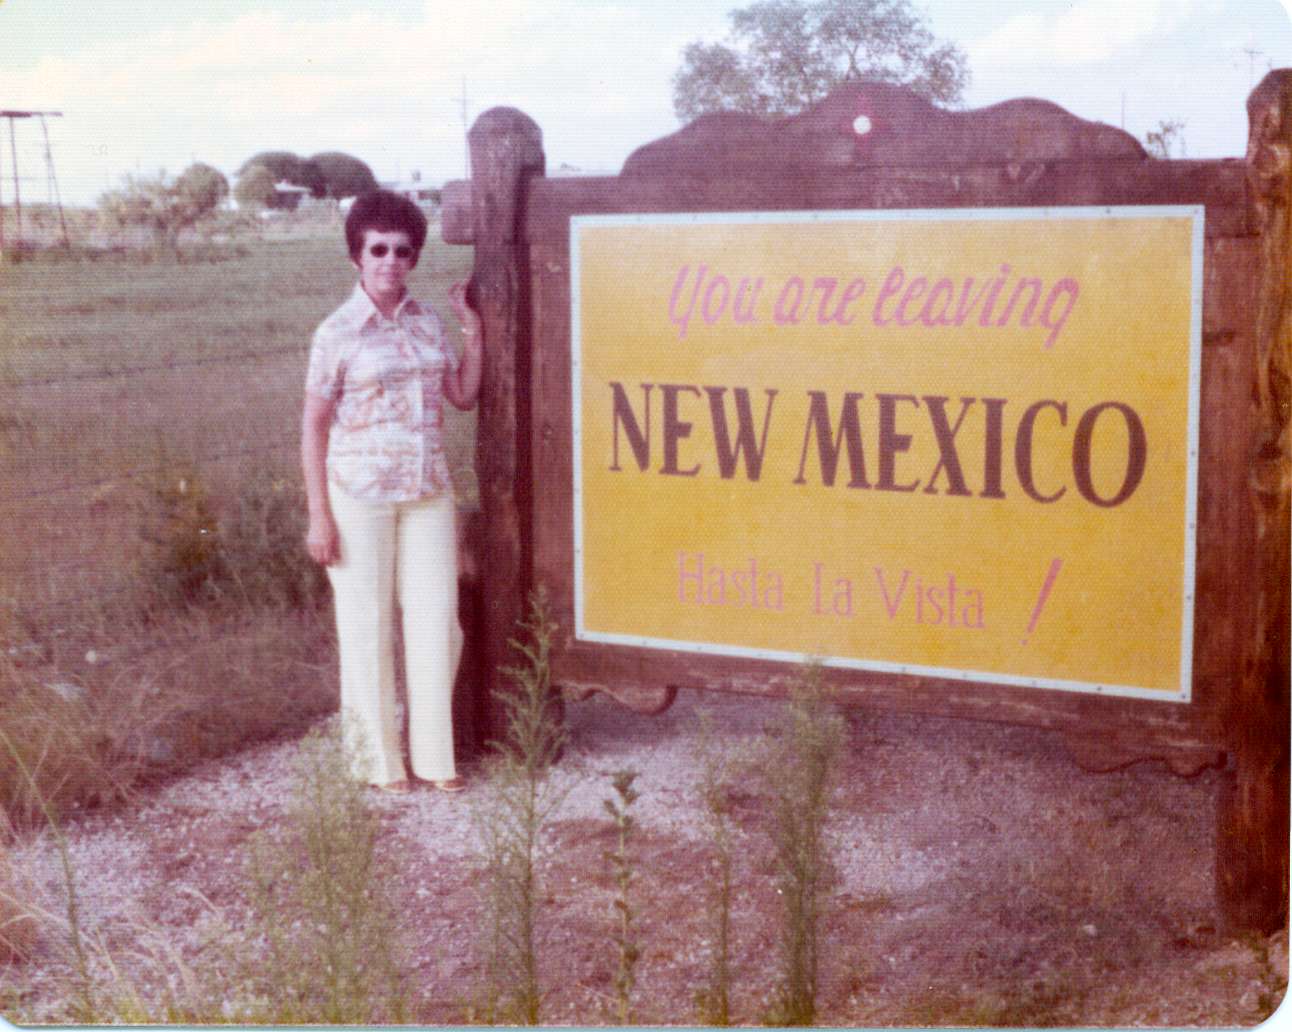 You are leaving
NEW MEXICO
Hasta La Vista !